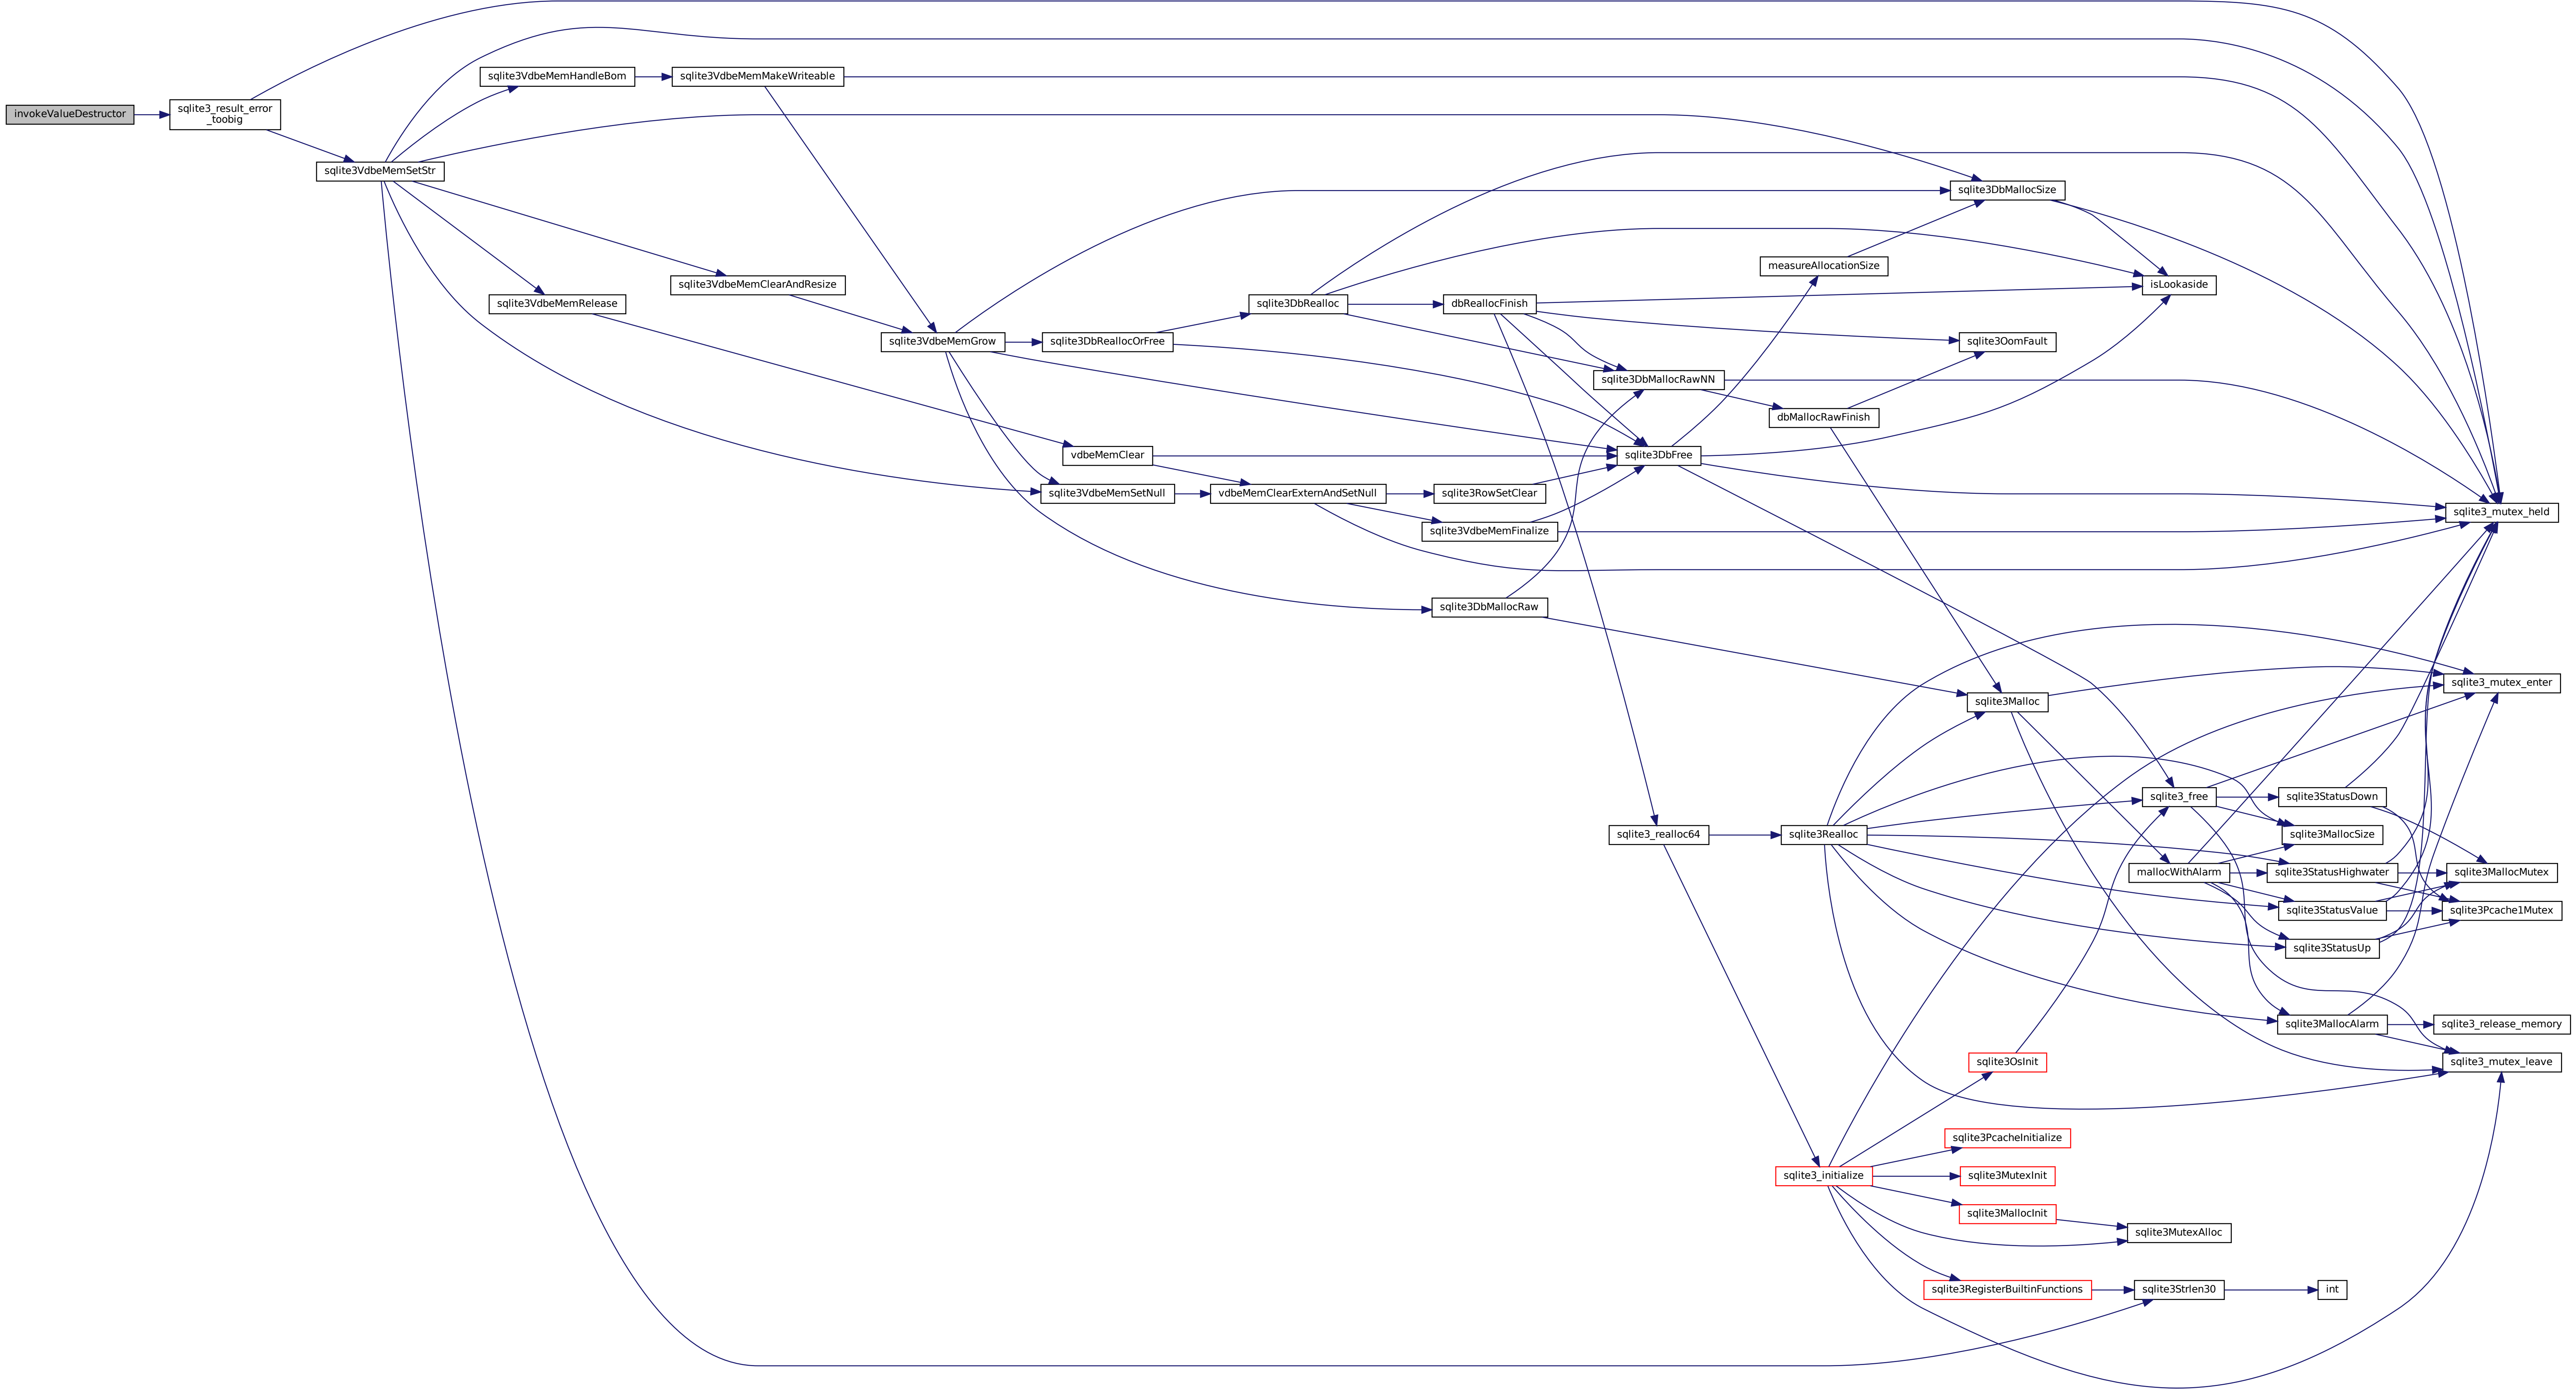 invokeValueDestructor
sqlite3_result_error
_toobig
sqlite3VdbeMemSetStr
sqlite3VdbeMemHandleBom
sqlite3VdbeMemMakeWriteable
sqlite3VdbeMemRelease
sqlite3VdbeMemClearAndResize
sqlite3VdbeMemGrow
sqlite3DbReallocOrFree
vdbeMemClear
sqlite3VdbeMemSetNull
sqlite3DbRealloc
vdbeMemClearExternAndSetNull
dbReallocFinish
sqlite3RowSetClear
sqlite3VdbeMemFinalize
sqlite3DbMallocRaw
sqlite3DbMallocRawNN
sqlite3DbFree
sqlite3_realloc64
measureAllocationSize
dbMallocRawFinish
sqlite3Realloc
sqlite3_initialize
sqlite3DbMallocSize
sqlite3OomFault
sqlite3Malloc
sqlite3OsInit
sqlite3PcacheInitialize
sqlite3MutexInit
sqlite3MallocInit
sqlite3RegisterBuiltinFunctions
isLookaside
sqlite3_free
mallocWithAlarm
sqlite3MutexAlloc
sqlite3Strlen30
sqlite3StatusDown
sqlite3MallocSize
sqlite3StatusHighwater
sqlite3StatusValue
sqlite3StatusUp
sqlite3MallocAlarm
int
sqlite3_mutex_held
sqlite3_mutex_enter
sqlite3MallocMutex
sqlite3Pcache1Mutex
sqlite3_release_memory
sqlite3_mutex_leave